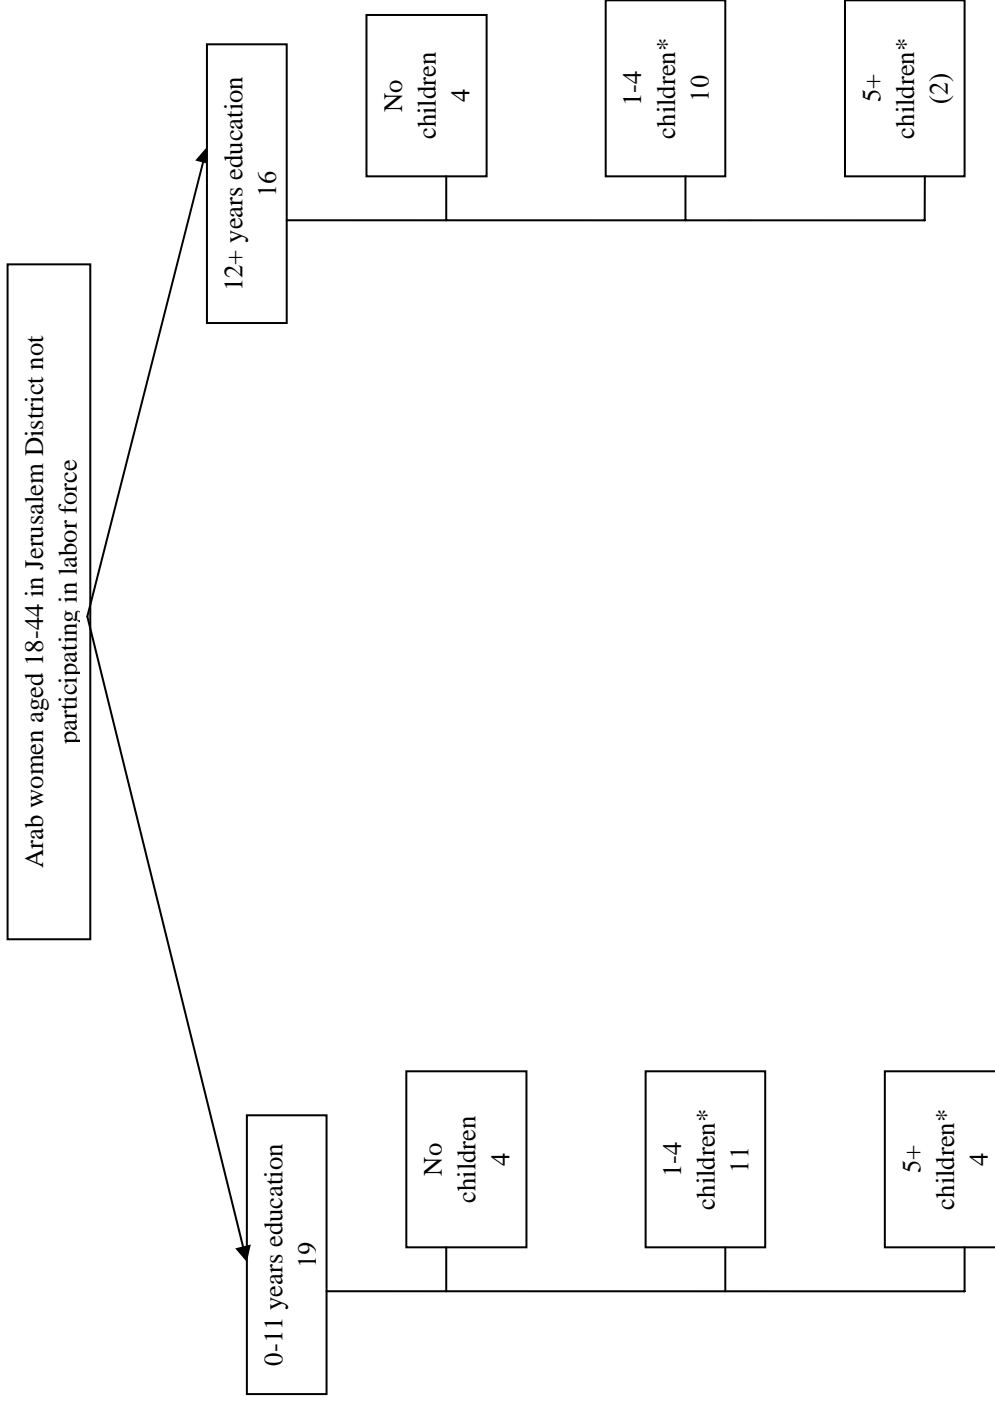 Arab women aged 18-44 in Jerusalem District not
participating in labor force
0-11 years education
19
No
children
4
1-4
children*
11
5+
children*
4
12+ years education
16
No
children
4
1-4
children*
10
5+
children*
(2)